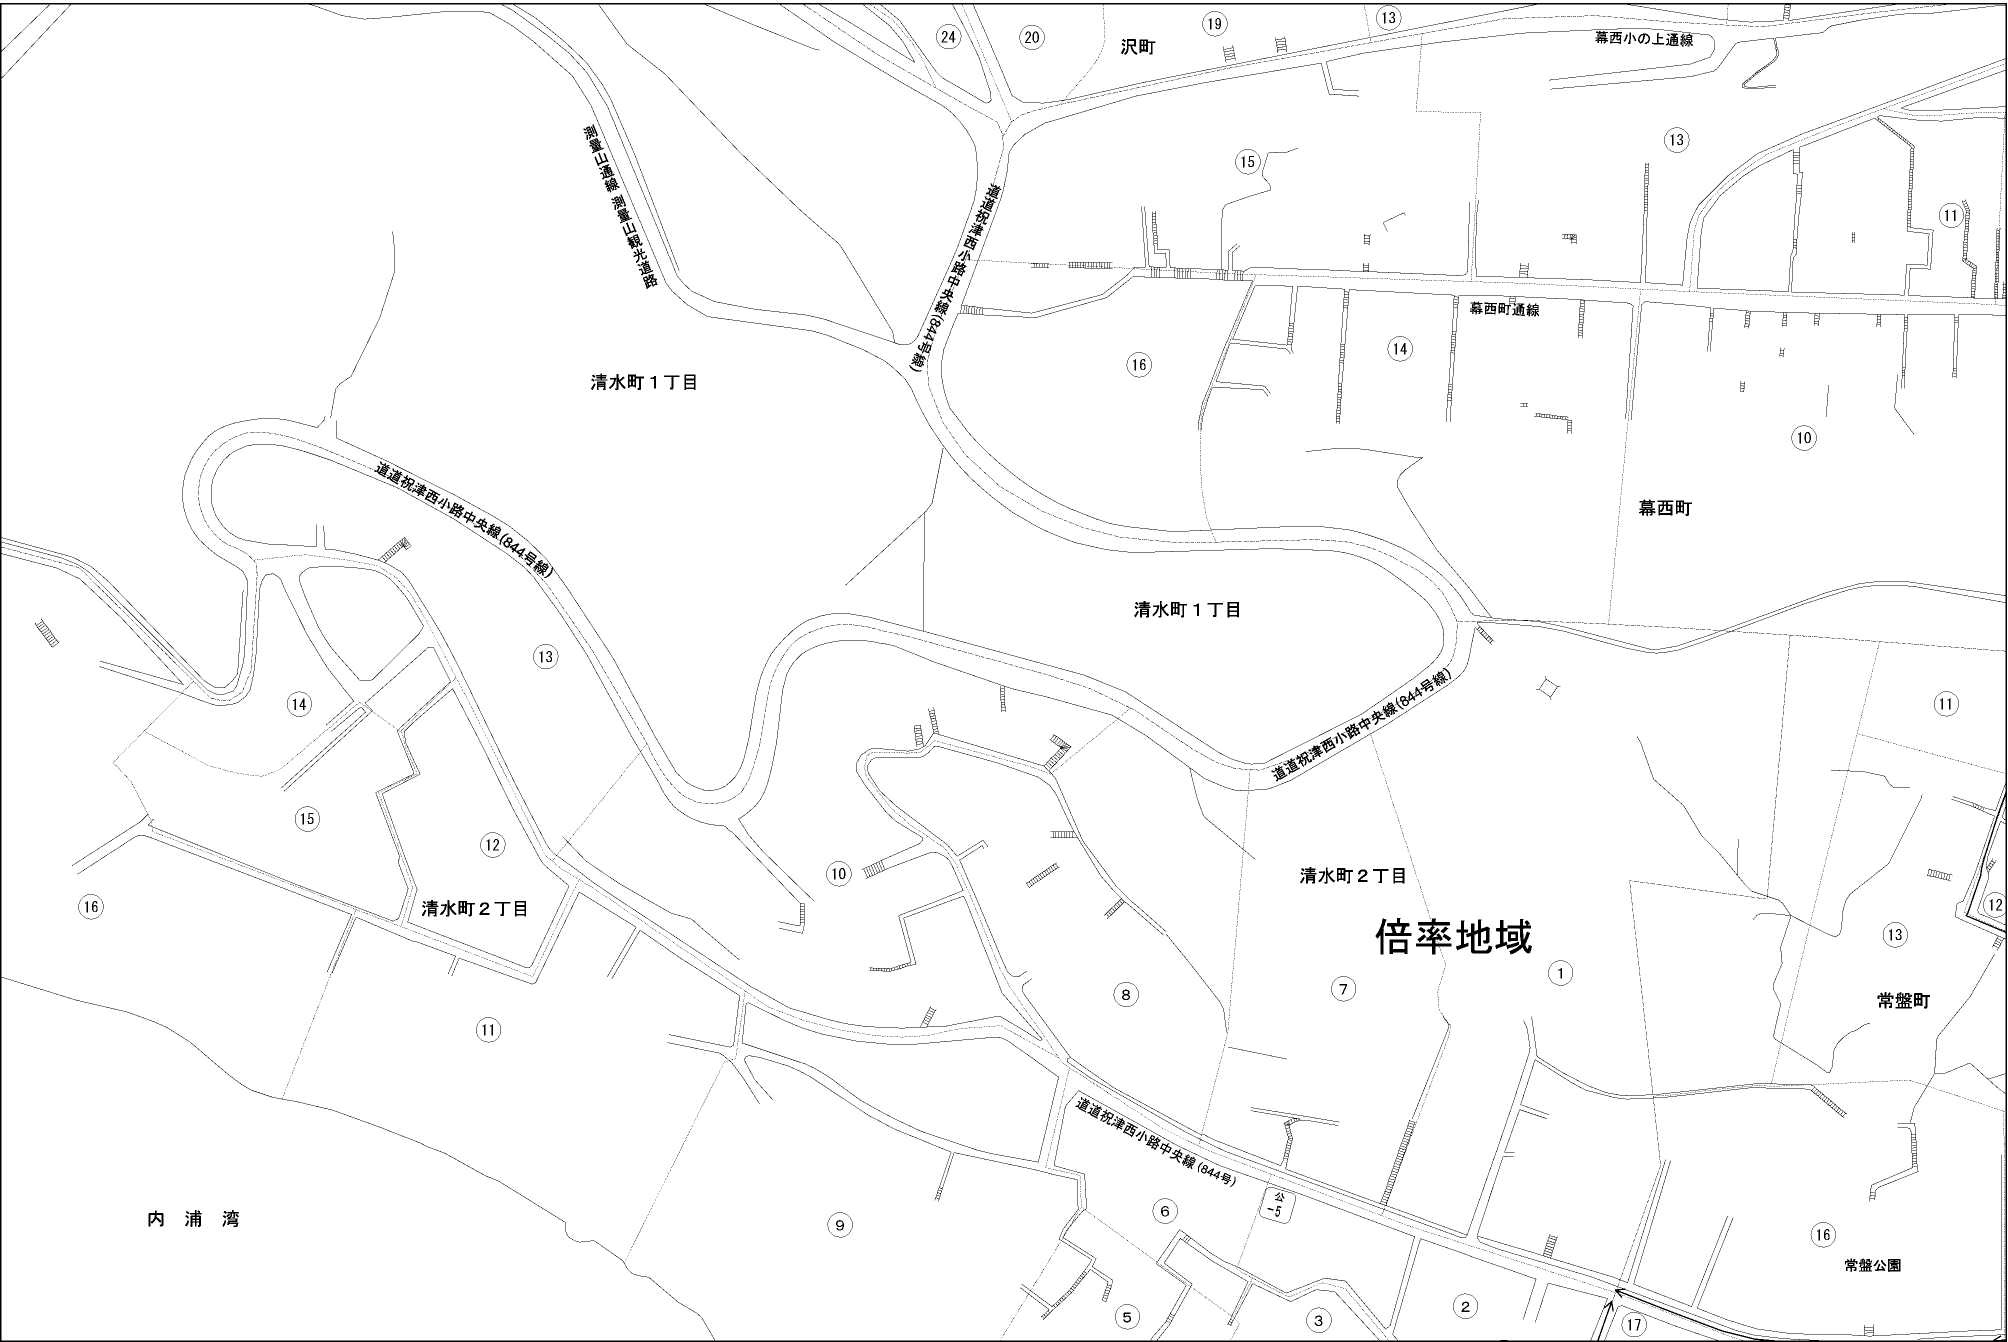 13
19
24
20
沢町
幕西小の上通線
13
15
測量山通線 測量山観光道路
道道祝津西小路中央線(844号線)
11
幕西町通線
14
16
清水町1丁目
10
道道祝津西小路中央線(844号線)
幕西町
清水町1丁目
13
14
道道祝津西小路中央線(844号線)
11
15
12
10
清水町2丁目
12
16
清水町2丁目
倍率地域
13
1
7
8
常盤町
11
道道祝津西小路中央線(844号)
公
-5
6
内浦湾
9
16
常盤公園
2
5
3
17